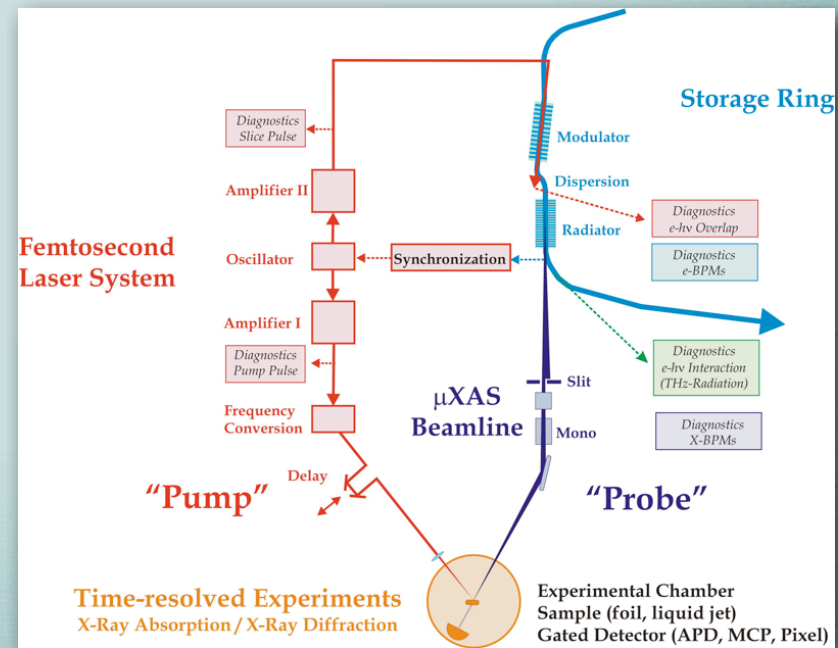 Storage Ring
Diagnostics
Slice Pulse
Modulator
Amplifier II
Dispersion
Diagnostics
e-hν Overlap
Radiator
Femtosecond
Laser System
Oscillator
Synchronization
Diagnostics
e-BPMs
Amplifier I
Diagnostics
Pump Pulse
Diagnostics
e-hν Interaction
(THz-Radiation)
Slit
μXAS
Beamline
Frequency
Conversion
Mono
Diagnostics
X-BPMs
Delay
“Pump”
“Probe”
Time-resolved Experiments
X-Ray Absorption / X-Ray Diffraction
Experimental Chamber
Sample (foil, liquid jet)
Gated Detector (APD, MCP, Pixel)